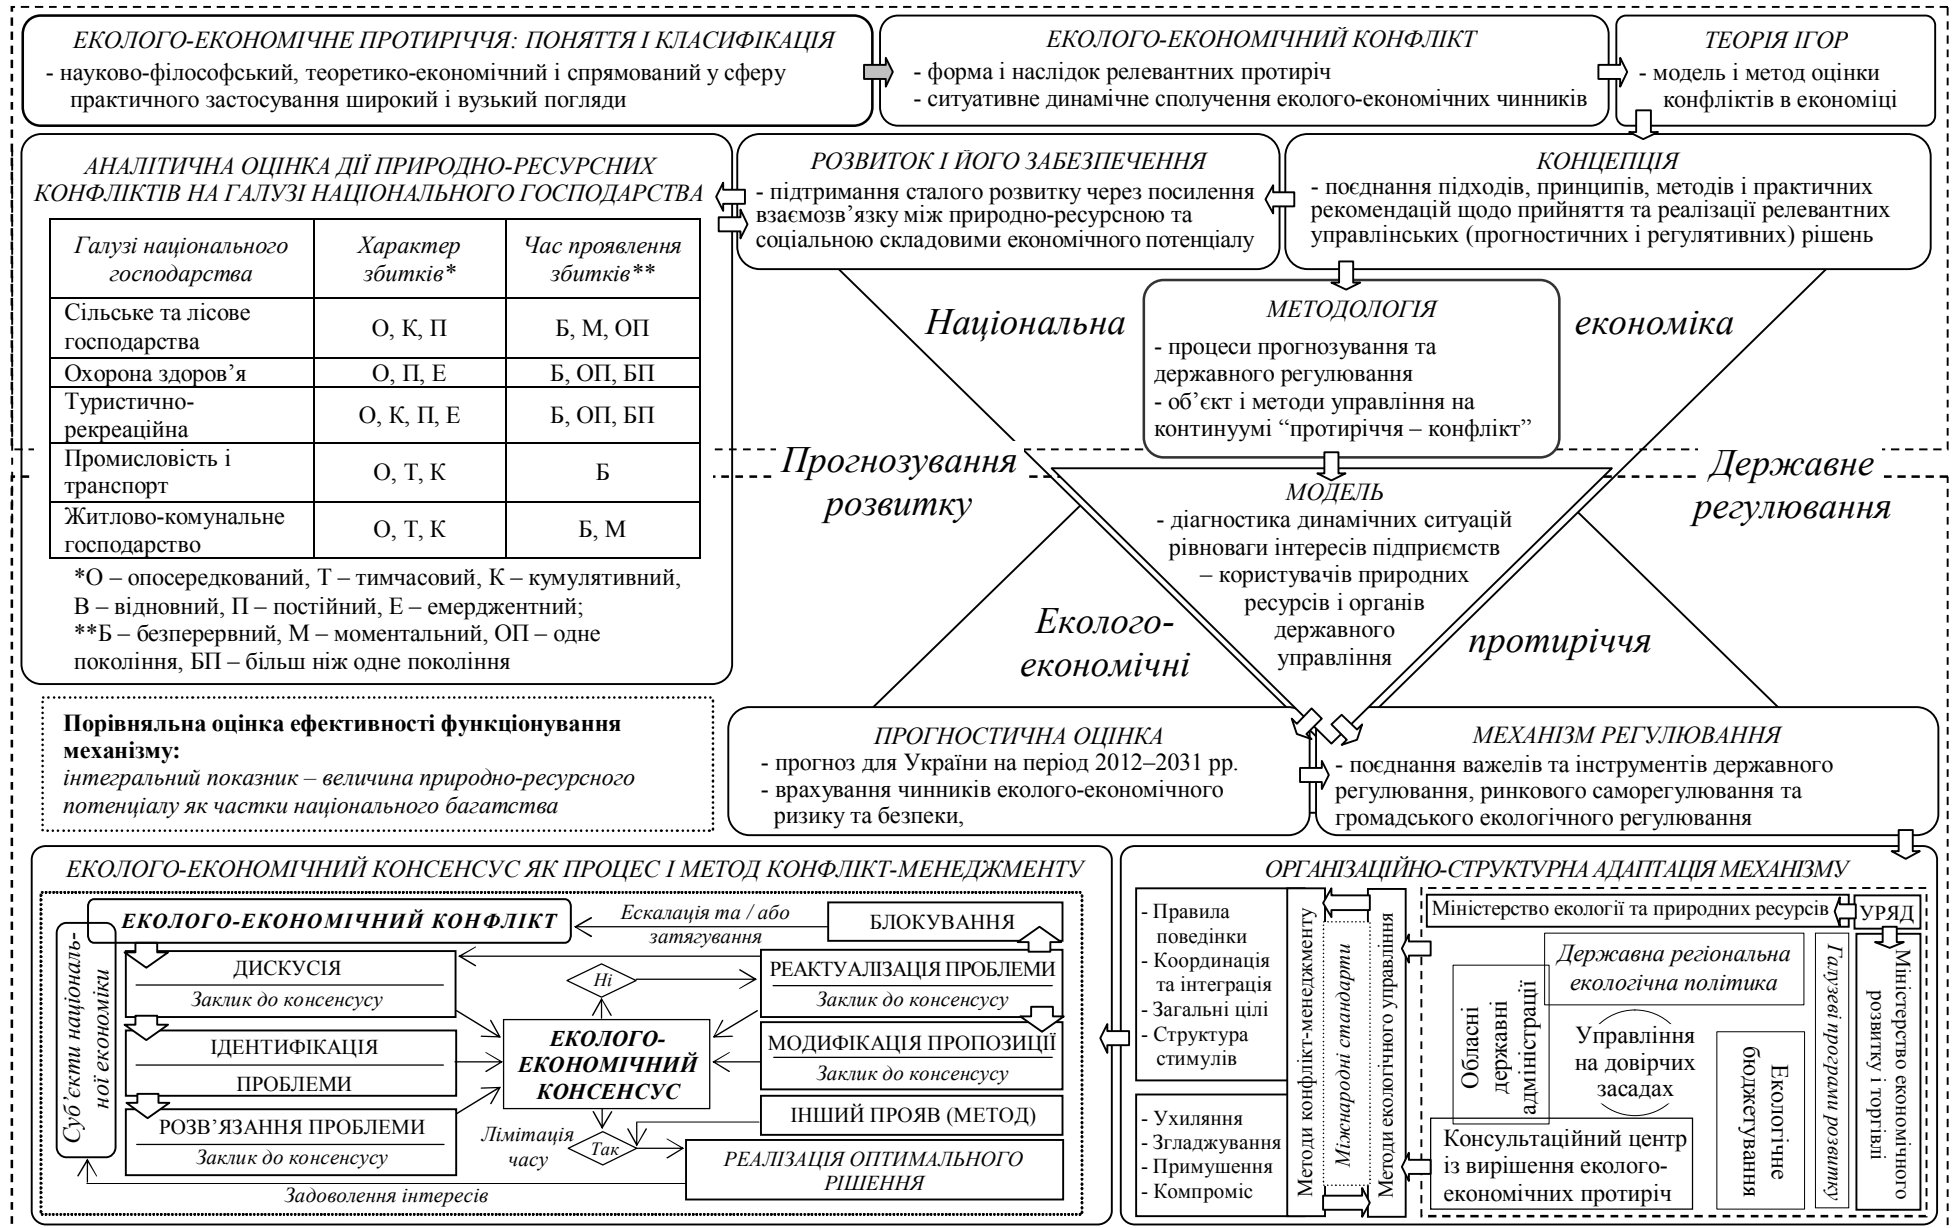 ЕКОЛОГО-ЕКОНОМІЧНЕ ПРОТИРІЧЧЯ: ПОНЯТТЯ І КЛАСИФІКАЦІЯ
- науково-філософський, теоретико-економічний і спрямований у сферу
практичного застосування широкий і вузький погляди
ЕКОЛОГО-ЕКОНОМІЧНИЙ КОНФЛІКТ
- форма і наслідок релевантних протиріч
- ситуативне динамічне сполучення еколого-економічних чинників
ТЕОРІЯ ІГОР
- модель і метод оцінки
конфліктів в економіці
АНАЛІТИЧНА ОЦІНКА ДІЇ ПРИРОДНО-РЕСУРСНИХ
КОНФЛІКТІВ НА ГАЛУЗІ НАЦІОНАЛЬНОГО ГОСПОДАРСТВА
Галузі національного
господарства
Характер
збитків*
Час проявлення
збитків**
Сільське та лісове
господарства
О, К, П
Б, М, ОП
Охорона здоров’я
О, П, Е
Б, ОП, БП
Туристично-
рекреаційна
О, К, П, Е
Б, ОП, БП
Промисловість і
транспорт
О, Т, К
Б
Житлово-комунальне
господарство
О, Т, К
Б, М
*О – опосередкований, Т – тимчасовий, К – кумулятивний,
В – відновний, П – постійний, Е – емерджентний;
**Б – безперервний, М – моментальний, ОП – одне
покоління, БП – більш ніж одне покоління
РОЗВИТОК І ЙОГО ЗАБЕЗПЕЧЕННЯ
- підтримання сталого розвитку через посилення
взаємозв’язку між природно-ресурсною та
соціальною складовими економічного потенціалу
КОНЦЕПЦІЯ
- поєднання підходів, принципів, методів і практичних
рекомендацій щодо прийняття та реалізації релевантних
управлінських (прогностичних і регулятивних) рішень
Національна
економіка
МЕТОДОЛОГІЯ
- процеси прогнозування та
державного регулювання
- об’єкт і методи управління на
континуумі “протиріччя – конфлікт”
Прогнозування
розвитку
Державне
регулювання
МОДЕЛЬ
- діагностика динамічних ситуацій
рівноваги інтересів підприємств
– користувачів природних
ресурсів і органів
державного
управління
Еколого-
економічні
протиріччя
Порівняльна оцінка ефективності функціонування
механізму:
інтегральний показник – величина природно-ресурсного
потенціалу як частки національного багатства
ПРОГНОСТИЧНА ОЦІНКА
- прогноз для України на період 2012–2031 рр.
- врахування чинників еколого-економічного
ризику та безпеки,
МЕХАНІЗМ РЕГУЛЮВАННЯ
- поєднання важелів та інструментів державного
регулювання, ринкового саморегулювання та
громадського екологічного регулювання
ЕКОЛОГО-ЕКОНОМІЧНИЙ КОНСЕНСУС ЯК ПРОЦЕС І МЕТОД КОНФЛІКТ-МЕНЕДЖМЕНТУ
Суб’єкти національ-
ної економіки
ЕКОЛОГО-ЕКОНОМІЧНИЙ КОНФЛІКТ
Ескалація та / або
затягування
БЛОКУВАННЯ
ДИСКУСІЯ
Заклик до консенсусу
Ні
РЕАКТУАЛІЗАЦІЯ ПРОБЛЕМИ
Заклик до консенсусу
ІДЕНТИФІКАЦІЯ
ПРОБЛЕМИ
ЕКОЛОГО-
ЕКОНОМІЧНИЙ
КОНСЕНСУС
МОДИФІКАЦІЯ ПРОПОЗИЦІЇ
Заклик до консенсусу
РОЗВ’ЯЗАННЯ ПРОБЛЕМИ
Заклик до консенсусу
Лімітація
часу
Так
ІНШИЙ ПРОЯВ (МЕТОД)
РЕАЛІЗАЦІЯ ОПТИМАЛЬНОГО
РІШЕННЯ
Задоволення інтересів
ОРГАНІЗАЦІЙНО-СТРУКТУРНА АДАПТАЦІЯ МЕХАНІЗМУ
- Правила
поведінки
- Координація
та інтеграція
- Загальні цілі
- Структура
стимулів
- Ухиляння
- Згладжування
- Примушення
- Компроміс
Методи конфлікт-менеджменту
Міжнародні стандарти
Методи екологічного управління
Міністерство екології та природних ресурсів
УРЯД
Державна регіональна
екологічна політика
Обласні
державні
адміністрації
Управління
на довірчих
засадах
Екологічне
бюджетування
Галузеві програми розвитку
Міністерство економічного
розвитку і торгівлі
Консультаційний центр
із вирішення еколого-
економічних протиріч